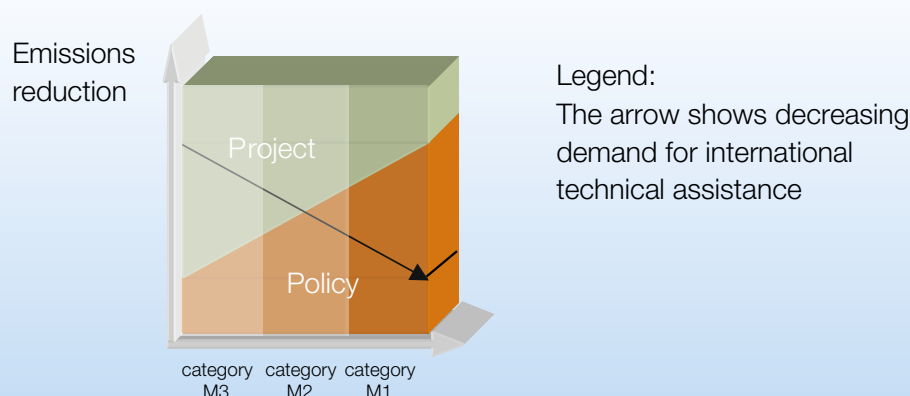 Emissions
reduction
Legend:
The arrow shows decreasing
demand for international
technical assistance
Project
Policy
category category category
M3 M2 M1